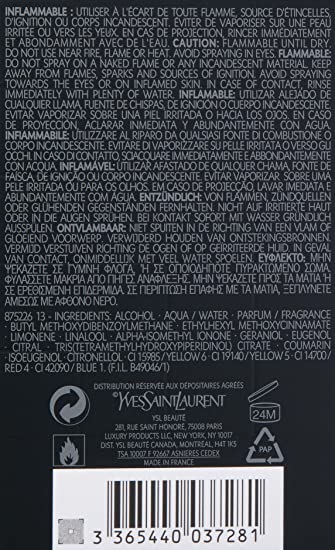 INFLAMMABLE : UTILISER À L'ÉCART DE TOUTE FLAMME, SOURCE D'ÉTINCELLES,
D'IGNITION OU CORPS INCANDESCENT. ÉVITER DE VAPORISER SUR UNE PEAU
IRRITÉE OU VERS LES YEUX. EN CAS DE PROJECTION, RINCER IMMÉDIATEMENT
ET ABONDAMMENT AVEC DE L'EAU. CAUTION: FLAMMABLE UNTIL DRY.
DO NOT USE NEAR FIRE, FLAME OR HEAT. AVOID SPRAYING IN EYES. FLAMMABLE:
DO NOT SPRAY ON A NAKED FLAME OR ANY INCANDESCENT MATERIAL. KEEP
AWAY FROM FLAMES, SPARKS AND SOURCES OF IGNITION. AVOID SPRAYING
TOWARDS THE EYES OR ON INFLAMED SKIN. IN CASE OF CONTACT, RINSE
IMMEDIATELY WITH PLENTY OF WATER. INFLAMABLE: UTILIZAR ALEJADO DE
CUALQUIER LLAMA, FUENTE DE CHISPAS, DE IGNICIÓN O CUERPO INCANDESCENTE.
EVITAR VAPORIZAR SOBRE UNA PIEL IRRITADA O HACIA LOS OJOS. EN CASO
DE PROYECCIÓN, ACLARAR INMEDIATA Y ABUNDANTEMENTE CON AGUA.
INFIAMMABILE: UTILIZZARE AL RIPARO DA QUALSIASI FONTE DI COMBUSTIONE
CORPO INCANDESCENTE. EVITARE DI VAPORIZZARE SU PELLE IRRITATA O VERSO
OCCHI. IN CASO DI CONTATTO SCIACQUARE IMMEDIATAMENTE E ABBONDANTEMENTE
CON ACQUA. INFLAMÁVEL: UTILIZAR AFASTADO DE QUALQUER CHAMA, FONTE DE
FAÍSCA, DE IGNIÇÃO OU CORPO INCANDESCENTE. EVITAR VAPORIZAR SOBRE UMA
PELE IRRITADA OU PARA OS OLHOS. EM CASO DE PROJECÇÃO, LAVAR IMEDIATA E
ABUNDANTEMENTE COM ÁGUA. ENTZÜNDLICH: VON FLAMMEN, ZÜNDQUELLEN
ODER GLÜHENDEN GEGENSTÄNDEN FERNHALTEN. NICHT AUF IRRITIERTE HAUT
ODER IN DIE AUGEN SPRÜHEN. BEI KONTAKT SOFORT MIT WASSER GRÜNDLICH
AUSSPÜLEN. ONTVLAMBAAR: NIET SPUITEN IN DE RICHTING VAN EEN VLAM OF
GLOEIEND VOORWERP. VERWIJDERD HOUDEN VAN ONTSTEKINGSBRONNEN.
VERMIJD VERSTUIVEN RICHTING DE OGEN OF OP GEÏRRITEERDE HUID. IN GEVAL
VAN CONTACT, ONMIDDELLIJK MET VEEL WATER SPOELEN. ΕΥΦΛΕΚΤΟ: ΜΗΝ
ΨΕΚΑΖΕΤΕ ΣΕ ΓΥΜΝΗ ΦΛΟΓΑ, Ή ΣΕ ΟΠΟΙΟΔΗΠΟΤΕ ΠΥΡΑΚΤΩΜΕΝΟ ΣΩΜΑ.
ΦΥΛΑΣΣΕΤΕ ΜΑΚΡΙΑ ΑΠΟ ΠΗΓΕΣ ΑΝΑΦΛΕΞΗΣ. ΜΗΝ ΨΕΚΑΖΕΤΕ ΠΡΟΣ ΤΑ ΜΑΤΙΑ
Ή ΣΕ ΕΡΕΘΙΣΜΕΝΗ ΕΠΙΔΕΡΜΙΔΑ. ΣΕ ΠΕΡΙΠΤΩΣΗ ΕΠΑΦΗΣ ΜΕ ΤΑ ΜΑΤΙΑ, ΞΕΠΛΥΝΕΤΕ
ΑΜΕΣΩΣ ΜΕ ΑΦΘΟΝΟ ΝΕΡΟ.
875226 13 - INGREDIENTS: ALCOHOL - AQUA / WATER - PARFUM / FRAGRANCE
- BUTYL METHOXYDIBENZOYLMETHANE - ETHYLHEXYL METHOXYCINNAMATE
- LIMONENE - LINALOOL - ALPHA-ISOMETHYL IONONE - GERANIOL - EUGENOL
- CITRAL - TRIS(TETRAMETHYLHYDROXYPIPERIDINOL) CITRATE - COUMARIN
- ISOEUGENOL - CITRONELLOL - CI 15985 / YELLOW 6 - CI 19140 / YELLOW 5 - CI 14700
/ RED 4 - CI 42090 / BLUE 1. (F.I.L. B49046/1)
DISTRIBUTION RÉSERVÉE AUX DÉPOSITAIRES AGRÉÉS
YVESSAINTLAURENT
YSL BEAUTÉ
281, RUE SAINT HONORÉ, 75008 PARIS
LUXURY PRODUCTS LLC, NEW YORK, NY 10017
DIST. YSL BEAUTÉ CANADA, MONTRÉAL, H4T 1K5
TSA 10007 F 92667 ASNIERES CEDEX
MADE IN FRANCE
24M
PAP
3 365440 037281